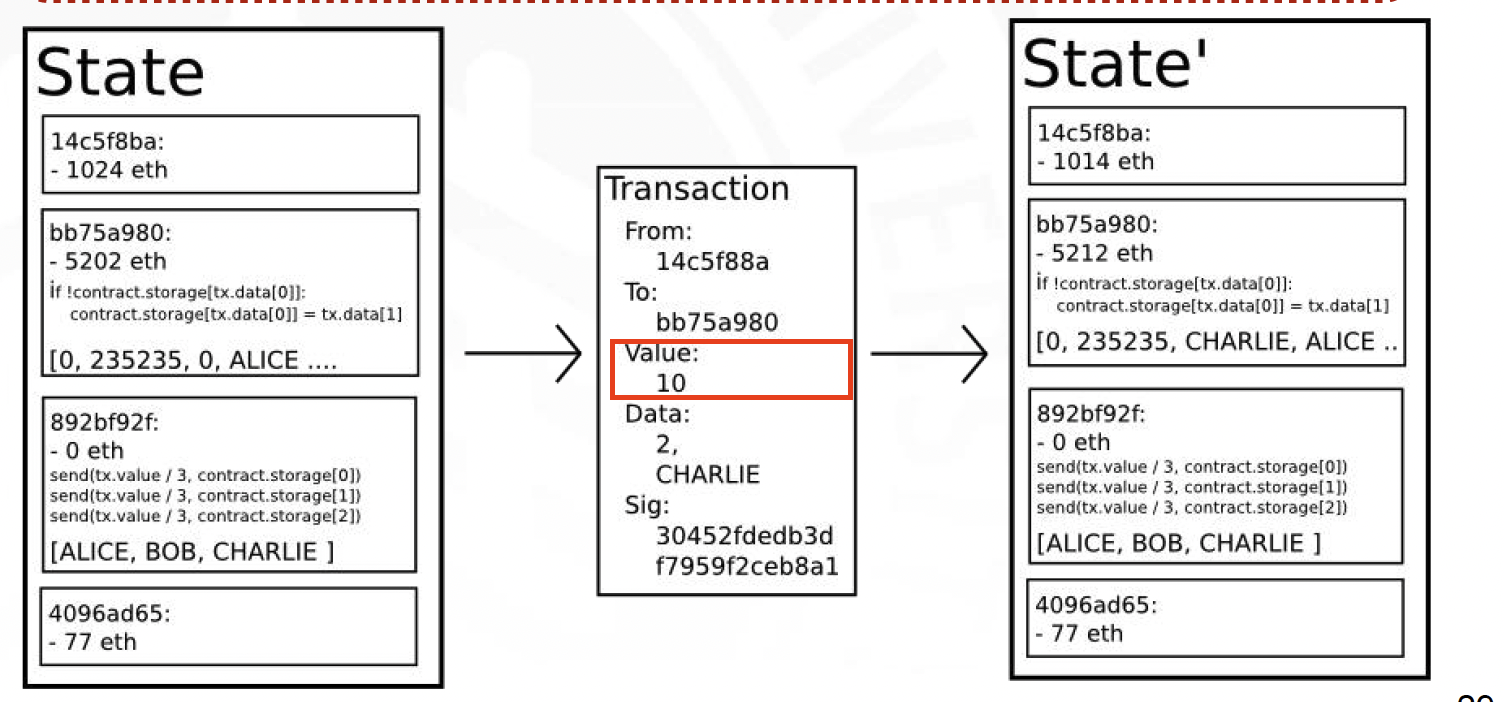 State
14c5f8ba:
- 1024 eth
bb75a980:
- 5202 eth
if !contract.storage[tx.data[0]]:
contract.storage[tx.data[0]] = tx.data[1]
[0, 235235, 0, ALICE ....
892bf92f:
- 0 eth
send(tx.value / 3, contract.storage[0])
send(tx.value / 3, contract.storage[1])
send(tx.value / 3, contract.storage[2])
[ALICE, BOB, CHARLIE ]
4096ad65:
- 77 eth
Transaction
From:
14c5f88a
To:
bb75a980
Value:
10
Data:
2,
CHARLIE
Sig:
30452fdedb3d
f7959f2ceb8a1
State'
14c5f8ba:
- 1014 eth
bb75a980:
- 5212 eth
if !contract.storage[tx.data[0]]:
contract.storage[tx.data[0]] = tx.data[1]
[0, 235235, CHARLIE, ALICE ..
892bf92f:
- 0 eth
send(tx.value / 3, contract.storage[0])
send(tx.value / 3, contract.storage[1])
send(tx.value / 3, contract.storage[2])
[ALICE, BOB, CHARLIE ]
4096ad65:
- 77 eth